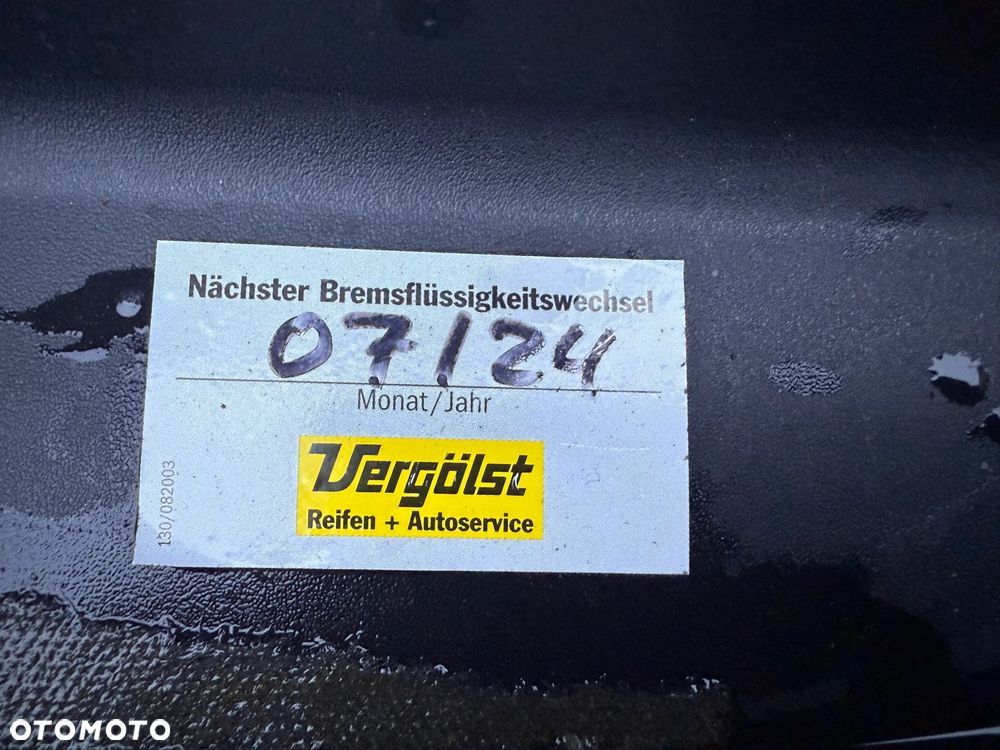 Nächster Bremsflüssigkeitswechsel
07/24
Monat/Jahr
Vergölst
Reifen + Autoservice
130/082003
OTOMOTO